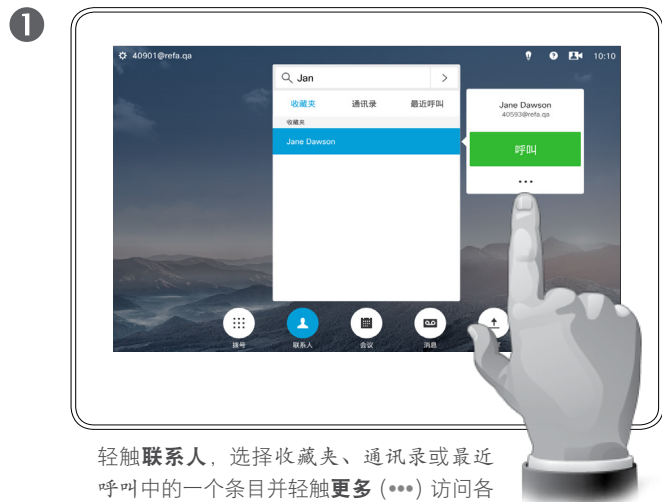 1
40901@refa.qa
10:10
Jan
收藏夹 通讯录 最近呼叫
收藏夹
Jane Dawson
Jane Dawson
40593@refa.qa
呼叫
...
拨号 联系人 会议 消息
轻触联系人，选择收藏夹、通讯录或最近
呼叫中的一个条目并轻触更多 (•••) 访问各